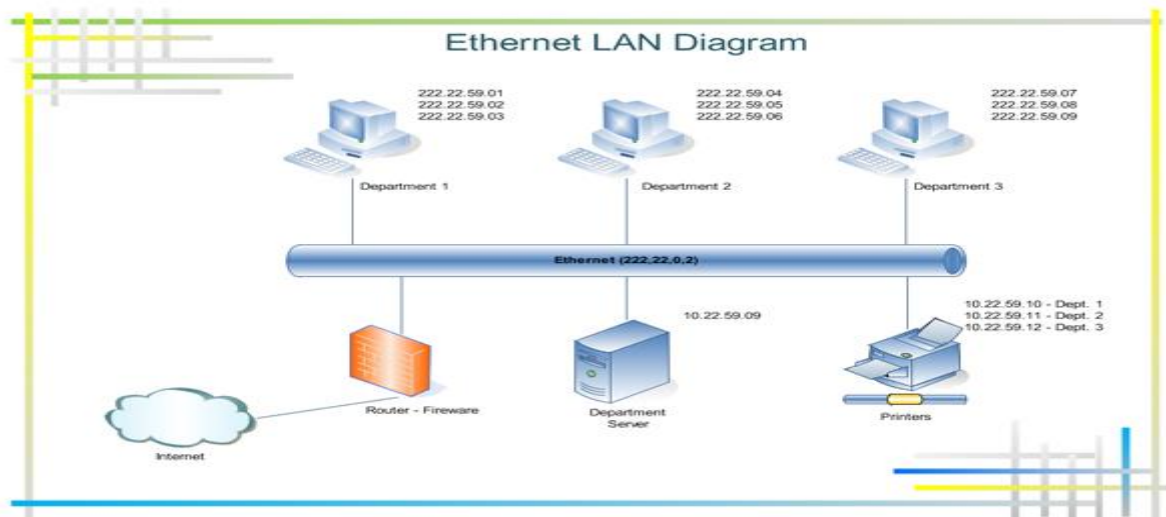 Ethernet LAN Diagram
222.22.59.01
222.22.59.02
222.22.59.03
222.22.59.04
222.22.59.05
222.22.59.06
222.22.59.07
222.22.59.08
222.22.59.09
Department 1
Department 2
Department 3
Ethernet (222,22,0,2)
10.22.59.09
10.22.59.10 - Dept. 1
10.22.59.11 - Dept. 2
10.22.59.12 - Dept. 3
Router - Fireware
Department
Server
Printers
Internet